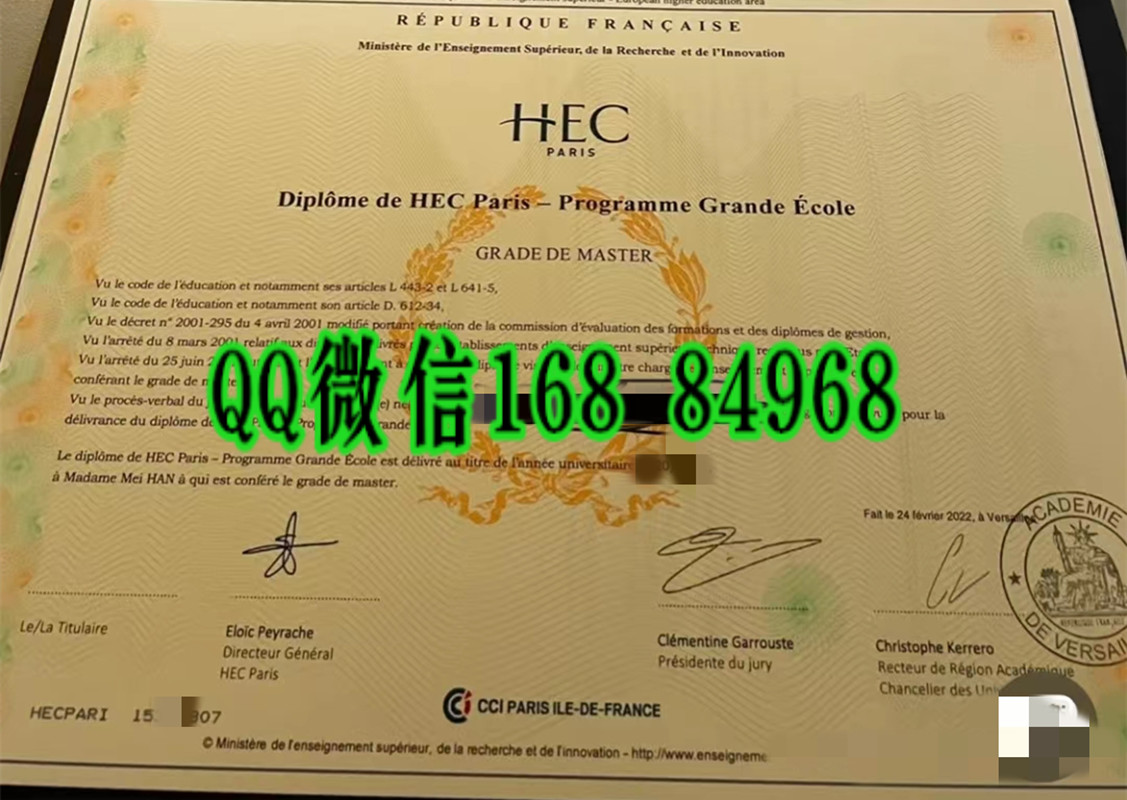 RÉPUBLIQUE FRANÇAISE
Ministère de l'Enseignement Supérieur, de la Recherche et de l'Innovation
HEC
PARIS
Diplôme de HEC Paris – Programme Grande École
GRADE DE MASTER
Vu le code de l'éducation et notamment ses articles L 443-2 et L 641-5,
Vu le code de l'éducation et notamment son article D. 612-34,
Vu le décret n° 2001-295 du 4 avril 2001 modifié portant création de la commission d'évaluation des formations et des diplômes de gestion,
Vu l'arrêté du 8 mars 2001 relatif aux
Vu l'arrêté du 25 juin
conférant le grade de
Vu le procès-verbal du
pour la
délivrance du diplôme de
QQ微信168 84968
Le diplôme de HEC Paris – Programme Grande École est délivré au titre de l'année universitaire
à Madame Mei HAN à qui est conféré le grade de master.
Fait le 24 février 2022, à
ACADEMIE
DE VERSAI
Le/La Titulaire
Eloïc Peyrache
Directeur Général
HEC Paris
Clémentine Garrouste
Présidente du jury
Christophe Kerrero
Recteur de Région Académique
Chancelier des
HECPARI 15 807
CCI PARIS ILE-DE-FRANCE
© Ministère de l'enseignement supérieur, de la recherche et de l'innovation – http://www.enseigneme